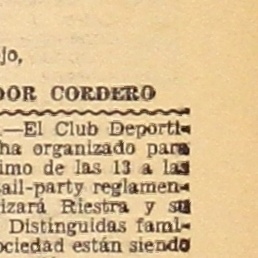 jo,
DOR CORDERO
.—El Club Deporti-
ha organizado para
imo de las 13 a las
ail-party reglamen-
izará Riestra y su
Distinguidas fami-
ociedad están siendo